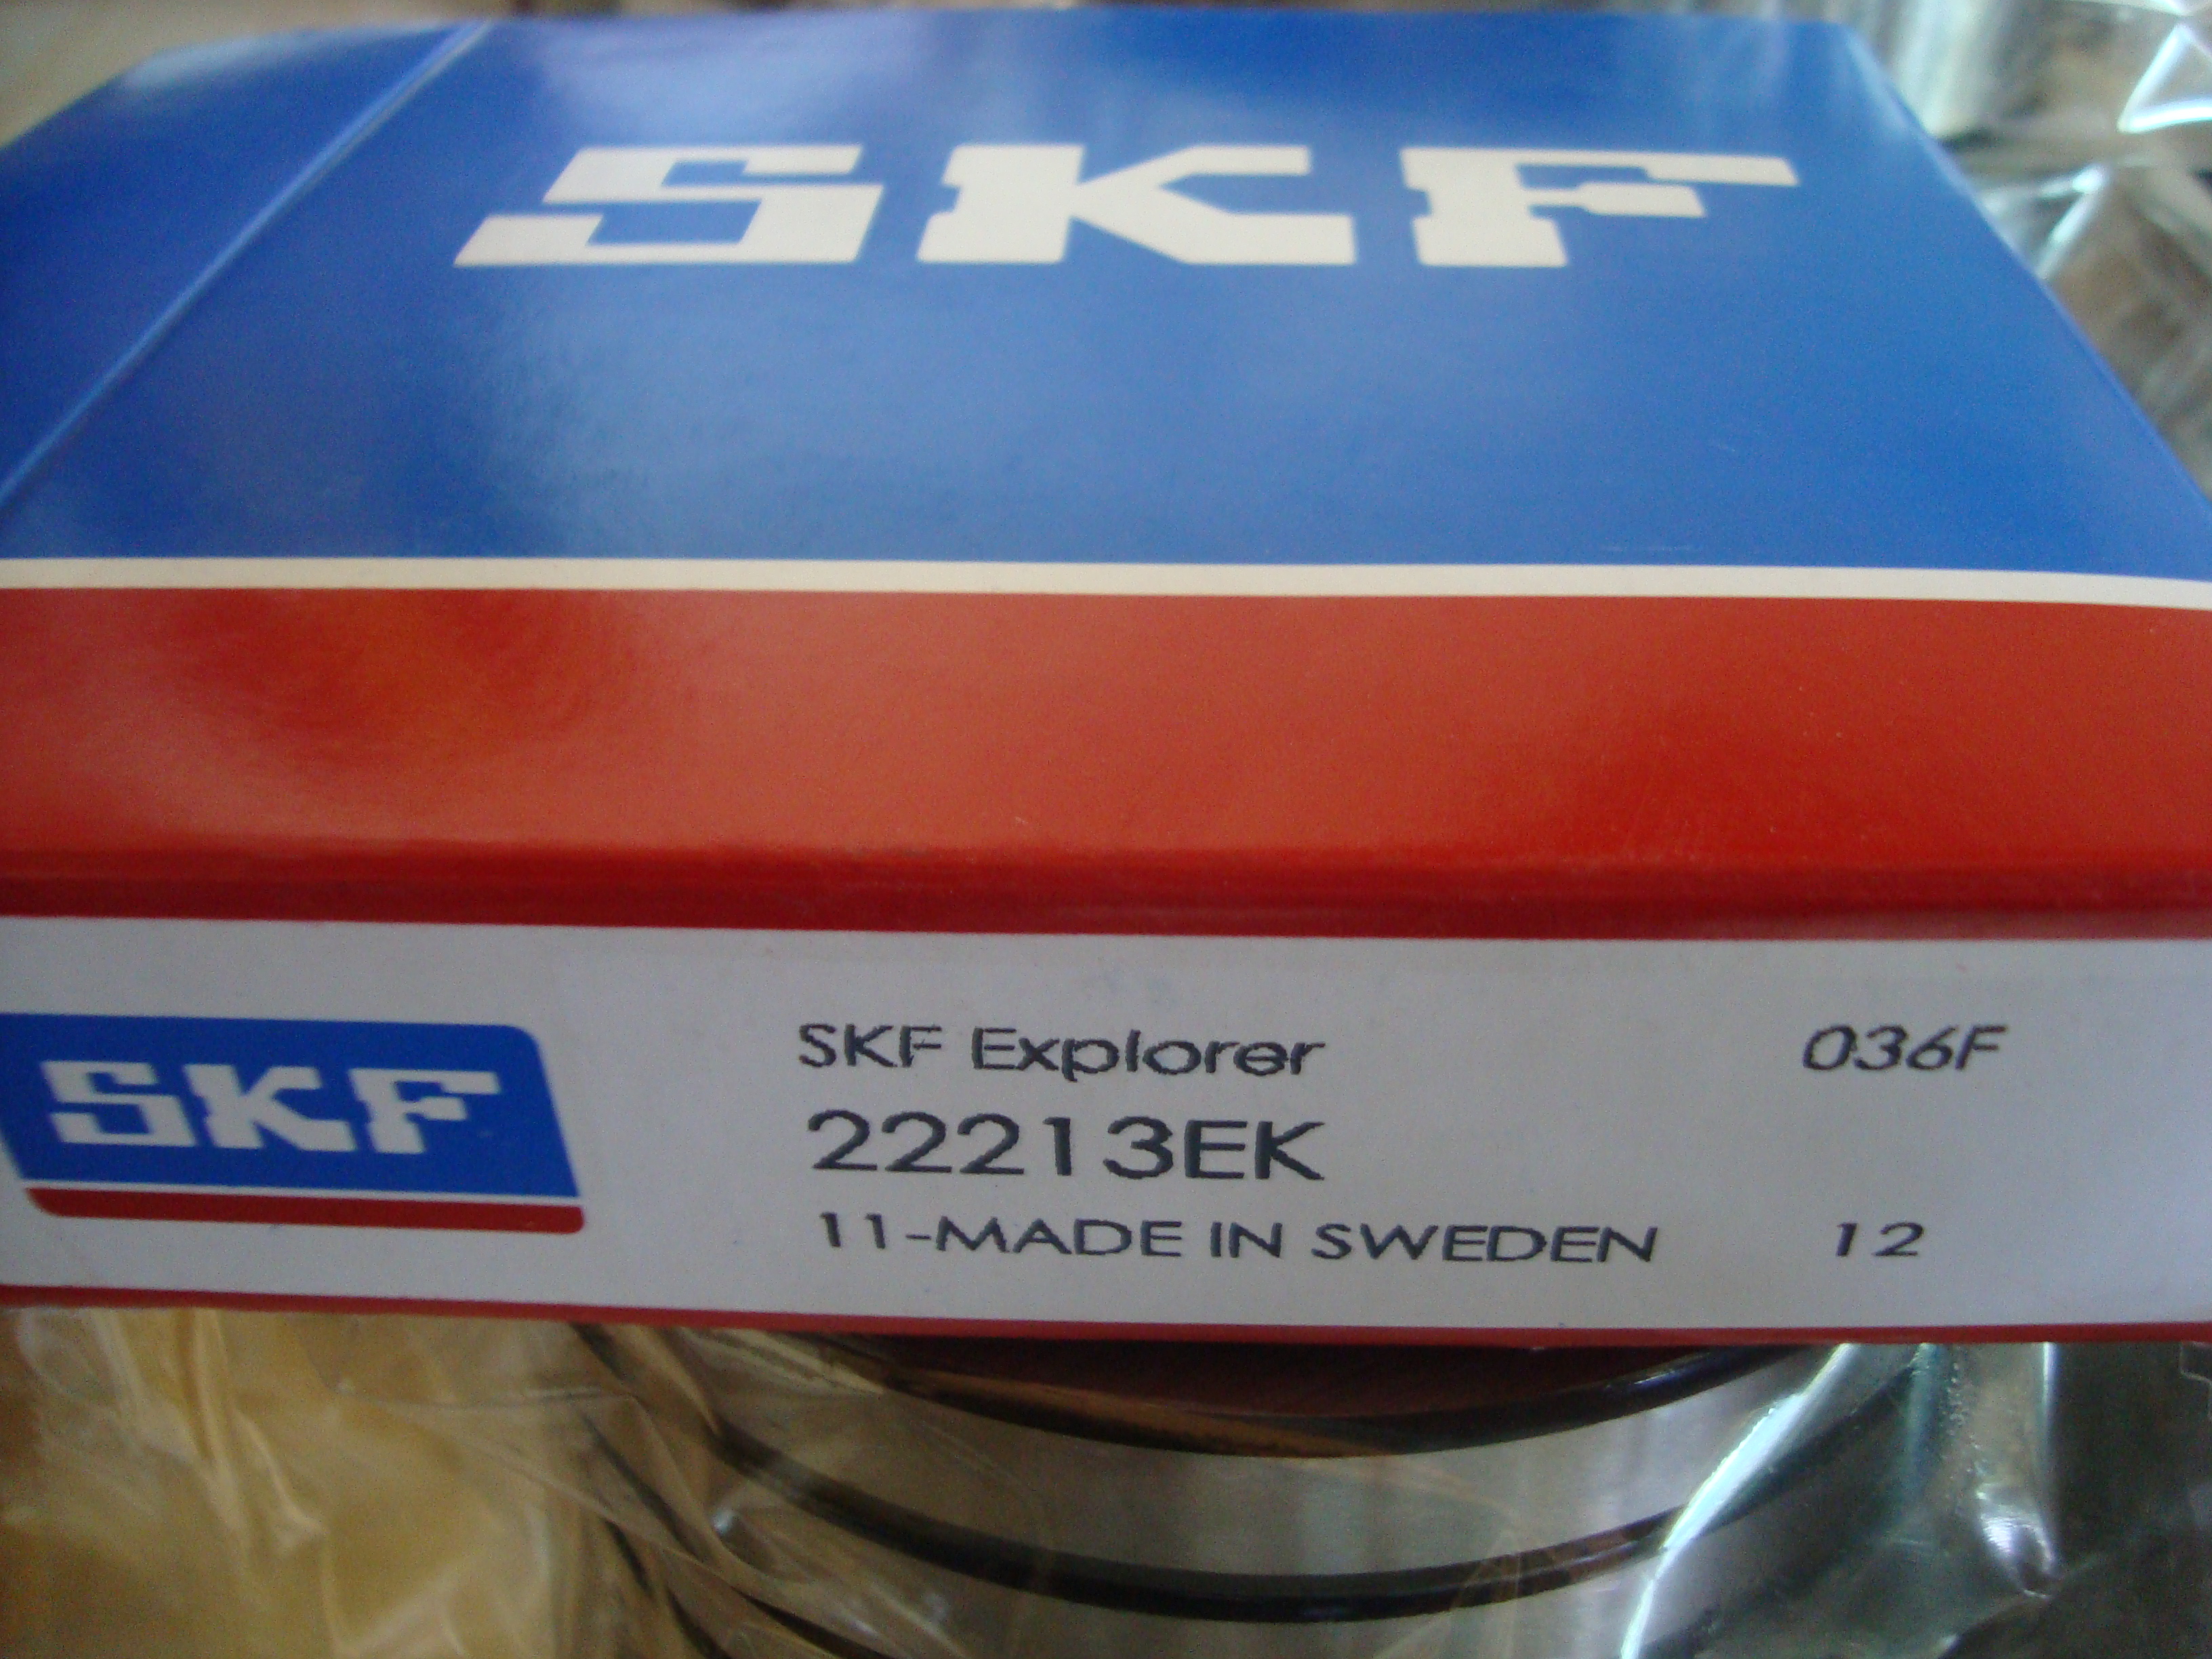 SKF
SKF
SKF Explorer 036F
22213EK
11-MADE IN SWEDEN 12